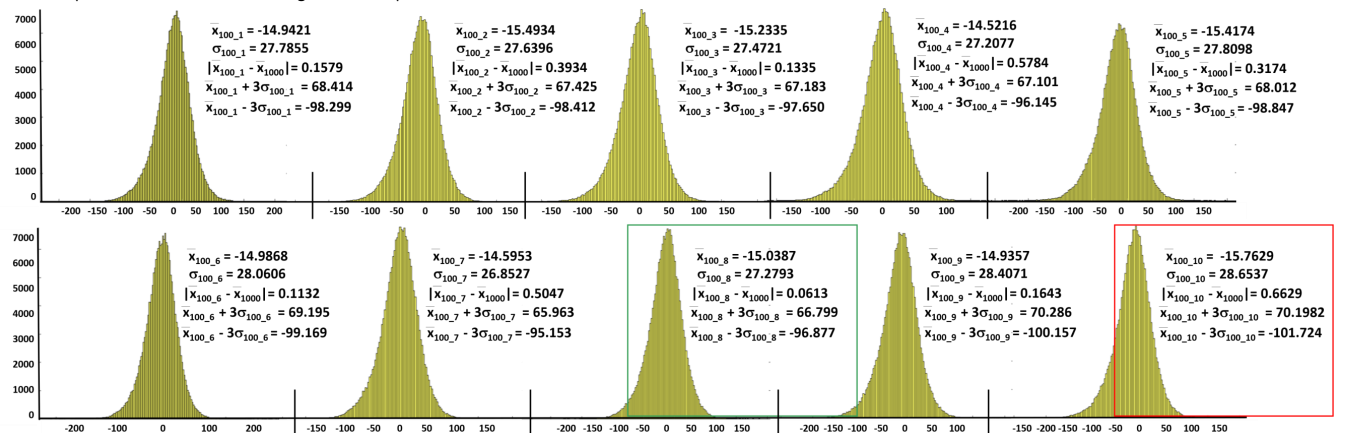 7000
6000
5000
4000
3000
2000
1000
0
x̄100_1 = -14.9421
σ100_1 = 27.7855
|x̄100_1 - x̄1000|= 0.1579
x̄100_1 + 3σ100_1 = 68.414
x̄100_1 - 3σ100_1 = -98.299
x̄100_2 = -15.4934
σ100_2 = 27.6396
|x̄100_2 - x̄1000|= 0.3934
x̄100_2 + 3σ100_2 = 67.425
x̄100_2 - 3σ100_2 = -98.412
x̄100_3 = -15.2335
σ100_3 = 27.4721
|x̄100_3 - x̄1000|= 0.1335
x̄100_3 + 3σ100_3 = 67.183
x̄100_3 - 3σ100_3 = -97.650
x̄100_4 = -14.5216
σ100_4 = 27.2077
|x̄100_4 - x̄1000|= 0.5784
x̄100_4 + 3σ100_4 = 67.101
x̄100_4 - 3σ100_4 = -96.145
x̄100_5 = -15.4174
σ100_5 = 27.8098
|x̄100_5 - x̄1000|= 0.3174
x̄100_5 + 3σ100_5 = 68.012
x̄100_5 - 3σ100_5 = -98.847
-200 -150 -100 -50 0 50 100 150 200
-150 -100 -50 0 50 100 150
-150 -100 -50 0 50 100 150
-150 -100 -50 0 50 100
-200 -150 -100 -50 0 50 100 150
7000
6000
5000
4000
3000
2000
1000
0
x̄100_6 = -14.9868
σ100_6 = 28.0606
|x̄100_6 - x̄1000|= 0.1132
x̄100_6 + 3σ100_6 = 69.195
x̄100_6 - 3σ100_6 = -99.169
x̄100_7 = -14.5953
σ100_7 = 26.8527
|x̄100_7 - x̄1000|= 0.5047
x̄100_7 + 3σ100_7 = 65.963
x̄100_7 - 3σ100_7 = -95.153
x̄100_8 = -15.0387
σ100_8 = 27.2793
|x̄100_8 - x̄1000|= 0.0613
x̄100_8 + 3σ100_8 = 66.799
x̄100_8 - 3σ100_8 = -96.877
x̄100_9 = -14.9357
σ100_9 = 28.4071
|x̄100_9 - x̄1000|= 0.1643
x̄100_9 + 3σ100_9 = 70.286
x̄100_9 - 3σ100_9 = -100.157
x̄100_10 = -15.7629
σ100_10 = 28.6537
|x̄100_10 - x̄1000|= 0.6629
x̄100_10 + 3σ100_10 = 70.1982
x̄100_10 - 3σ100_10 = -101.724
-200 -100 0 100 200
-150 -100 -50 0 50 100 150
-100 -50 0 50 100 150
-200 -150 -100 -50 0 50 100
-150 -200 -150 -100 -50 0 50 100 150